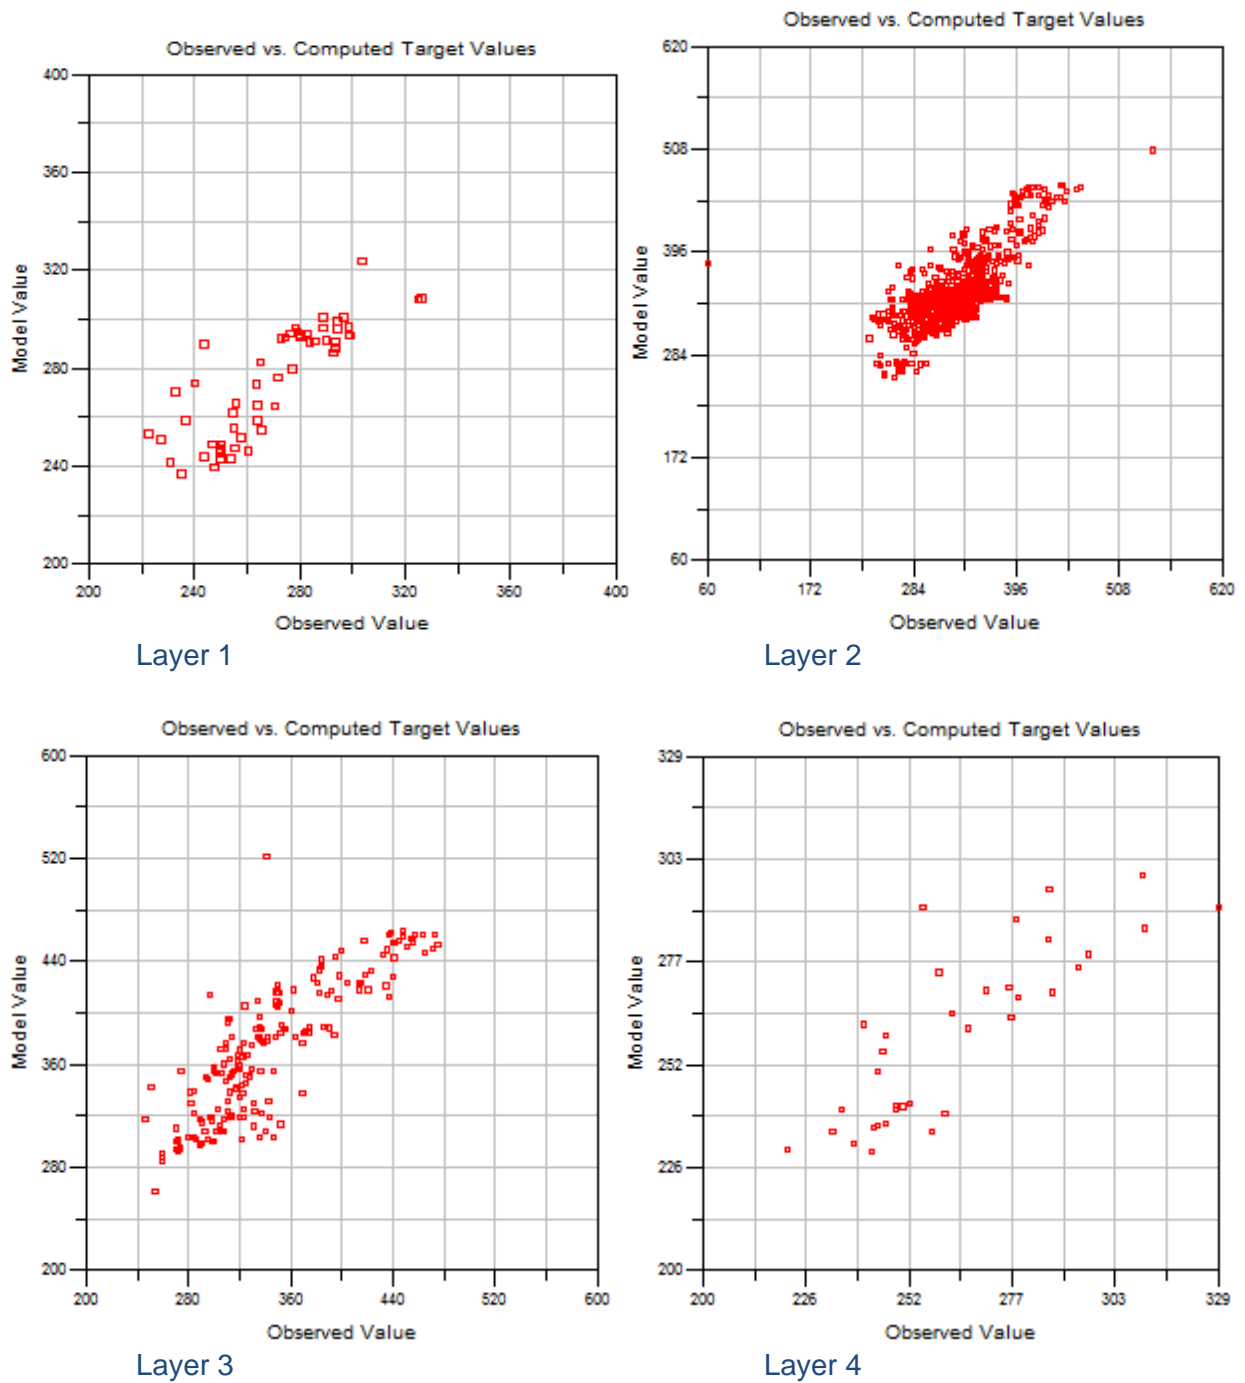 Observed vs. Computed Target Values
400
360
320
280
240
200
Model Value
200 240 280 320 360 400
Observed Value
Layer 1
Observed vs. Computed Target Values
620
508
396
284
172
60
Model Value
60 172 284 396 508 620
Observed Value
Layer 2
Observed vs. Computed Target Values
600
520
440
360
280
200
Model Value
200 280 360 440 520 600
Observed Value
Layer 3
Observed vs. Computed Target Values
329
303
277
252
226
200
Model Value
200 226 252 277 303 329
Observed Value
Layer 4